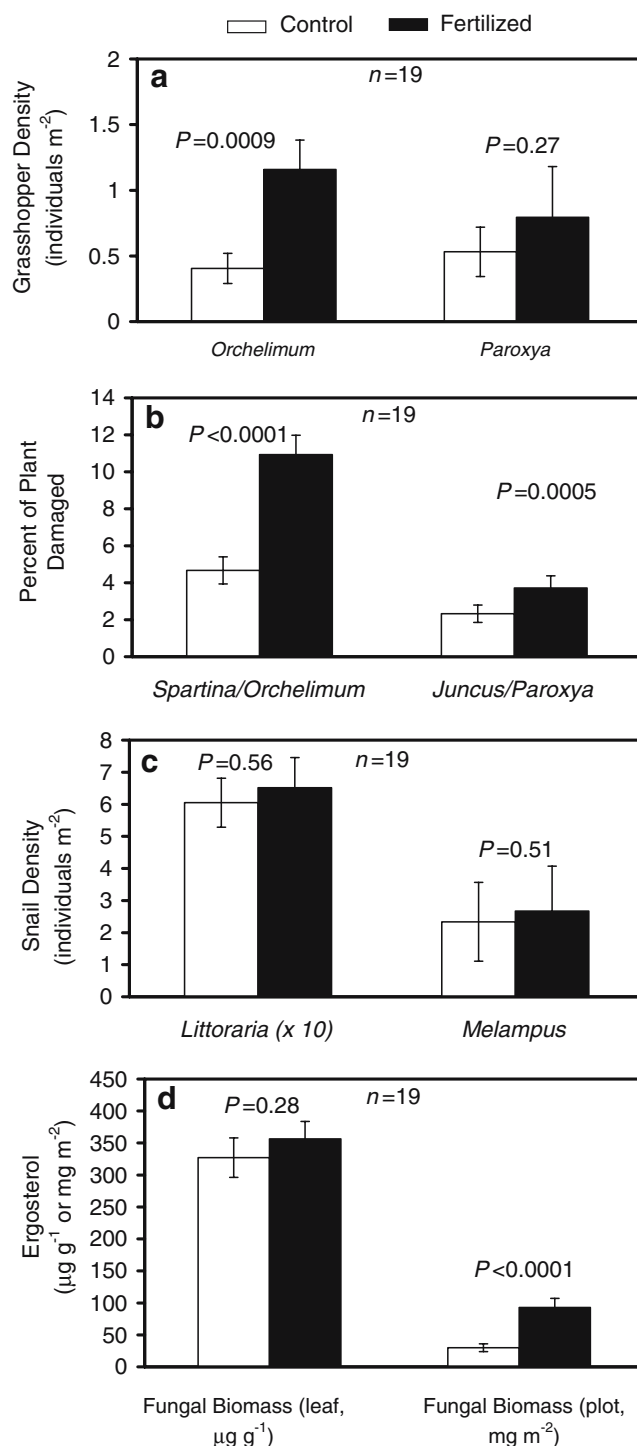 Control Fertilized
a
n=19
P=0.0009
P=0.27
Grasshopper Density
(individuals m-2)
2
1.5
1
0.5
0
Orchelimum Paroxya
b
n=19
P<0.0001
P=0.0005
Percent of Plant
Damaged
14
12
10
8
6
4
2
0
Spartina/Orchelimum Juncus/Paroxya
c
P=0.56
n=19
P=0.51
Snail Density
(individuals m-2)
8
7
6
5
4
3
2
1
0
Littoraria (x 10) Melampus
d
n=19
P=0.28
P<0.0001
Ergosterol
(µg g-1 or mg m-2)
450
400
350
300
250
200
150
100
50
0
Fungal Biomass (leaf, Fungal Biomass (plot,
µg g-1) mg m-2)